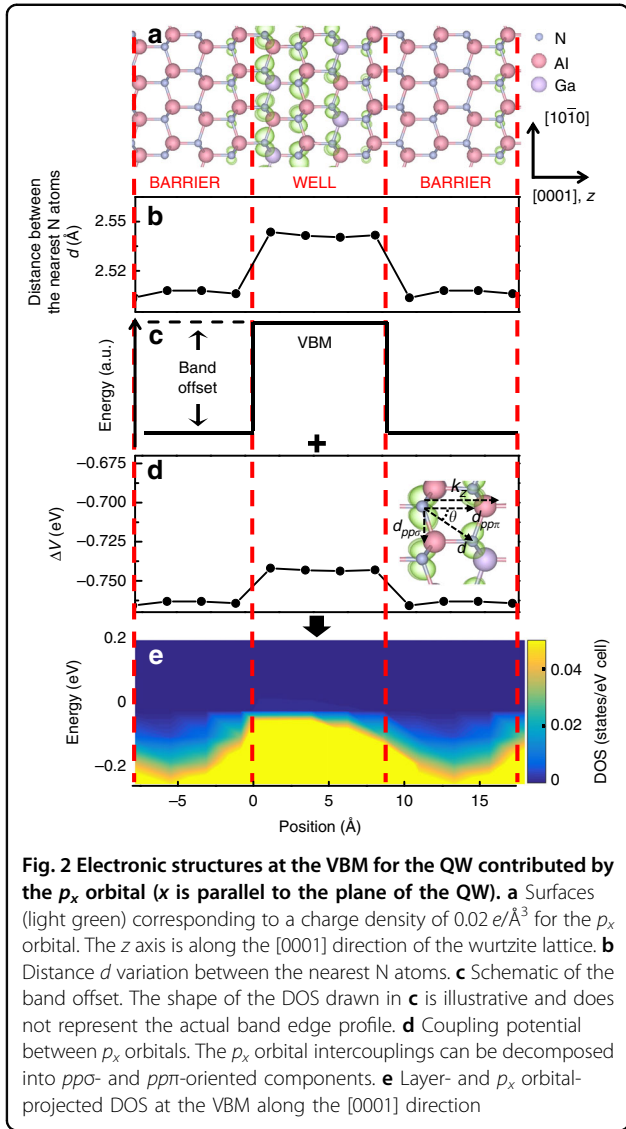 a
N
Al
Ga
[101̄0]
[0001], z
BARRIER WELL BARRIER
Distance between
the nearest N atoms
d (Å)
b
2.55
2.52
Energy (a.u.)
c
Band
offset
VBM
+
ΔV (eV)
d
−0.675
−0.700
−0.725
−0.750
k_z
d_ppσ
θ
d_ppπ
d
e
Energy (eV)
0.2
0
−0.2
0.04
0.02
0
DOS (states/eV cell)
−5 0 5 10 15
Position (Å)
Fig. 2 Electronic structures at the VBM for the QW contributed by
the p_x orbital (x is parallel to the plane of the QW). a Surfaces
(light green) corresponding to a charge density of 0.02 e/Å³ for the p_x
orbital. The z axis is along the [0001] direction of the wurtzite lattice. b
Distance d variation between the nearest N atoms. c Schematic of the
band offset. The shape of the DOS drawn in c is illustrative and does
not represent the actual band edge profile. d Coupling potential
between p_x orbitals. The p_x orbital intercouplings can be decomposed
into ppσ- and ppπ-oriented components. e Layer- and p_x orbital-
projected DOS at the VBM along the [0001] direction